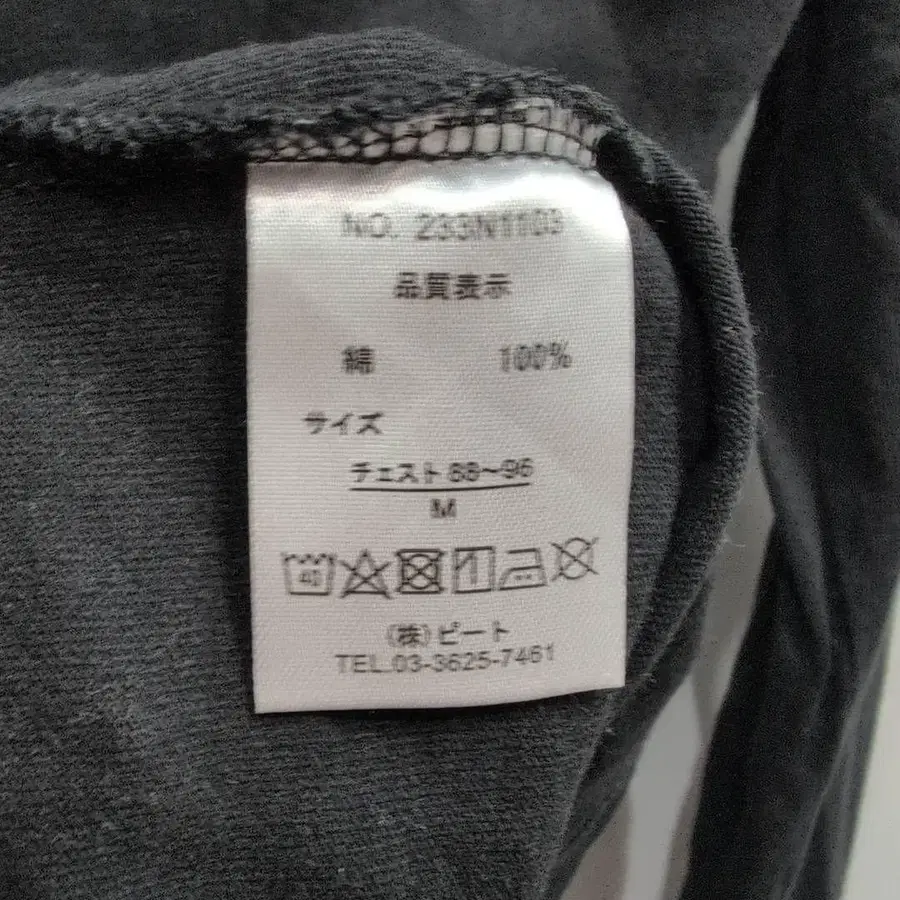 NO. 233N1103
品質表示
綿 100%
サイズ
チェスト 88~96
M
40
(株)ピート
TEL.03-3625-7461